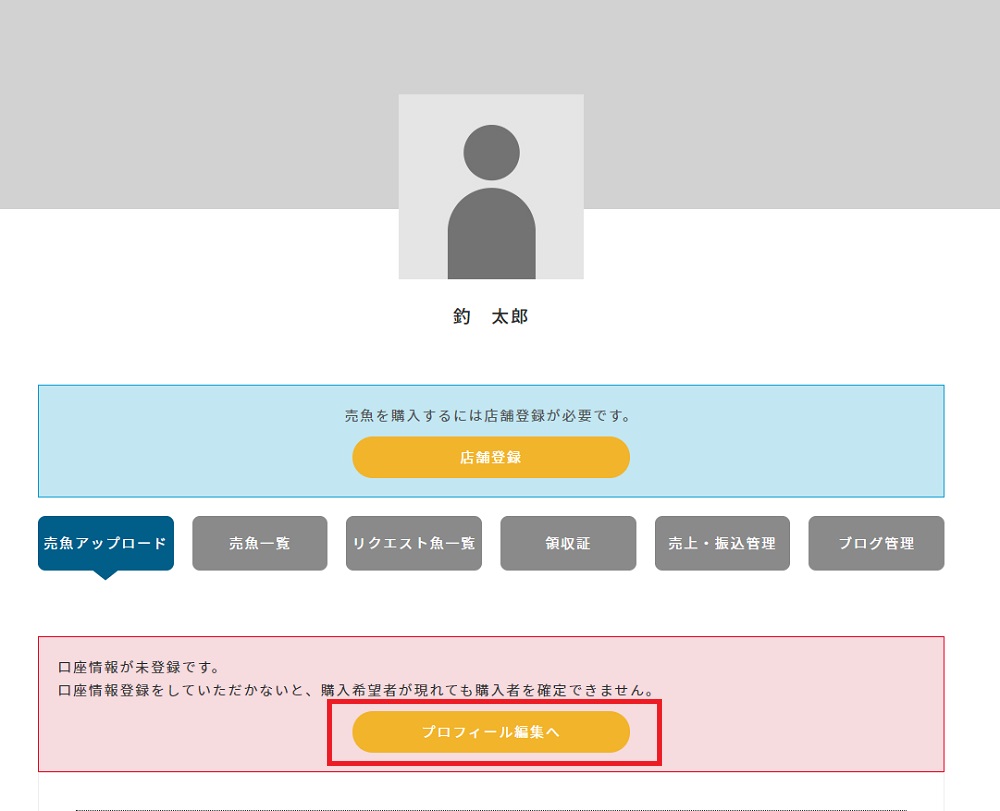 釣　太郎
売魚を購入するには店舗登録が必要です。
店舗登録
売魚アップロード
売魚一覧
リクエスト魚一覧
領収証
売上・振込管理
ブログ管理
口座情報が未登録です。
口座情報登録をしていただかないと、購入希望者が現れても購入者を確定できません。
プロフィール編集へ